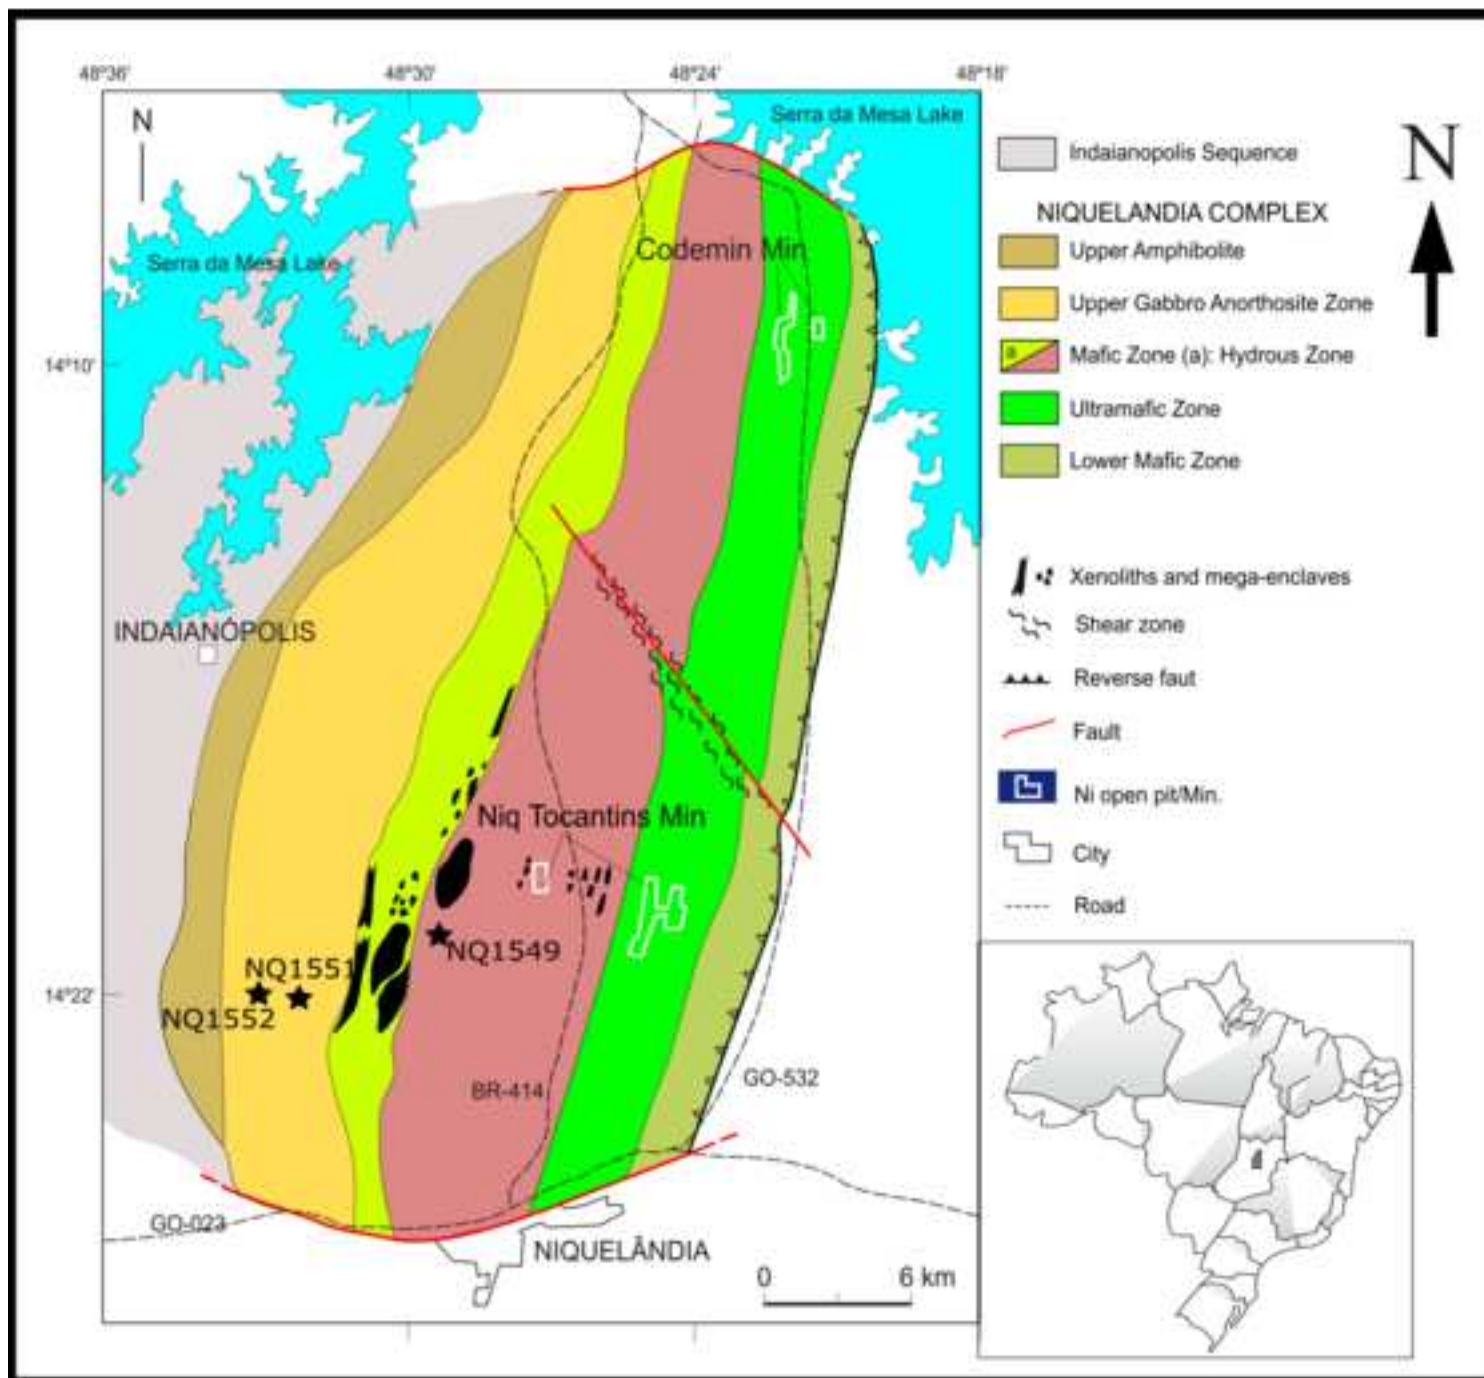 48°36'
48°30'
48°24'
48°18'
N
Serra da Mesa Lake
Serra da Mesa Lake
Codemin Min
14°10'
INDAIANÓPOLIS
Niq Tocantins Min
NQ1549
NQ1551
NQ1552
14°22'
BR-414
GO-532
GO-023
NIQUELÂNDIA
0 6 km
N
Indaianopolis Sequence
NIQUELANDIA COMPLEX
Upper Amphibolite
Upper Gabbro Anorthosite Zone
a
Mafic Zone (a): Hydrous Zone
Ultramafic Zone
Lower Mafic Zone
Xenoliths and mega-enclaves
Shear zone
Reverse faut
Fault
Ni open pit/Min.
City
Road